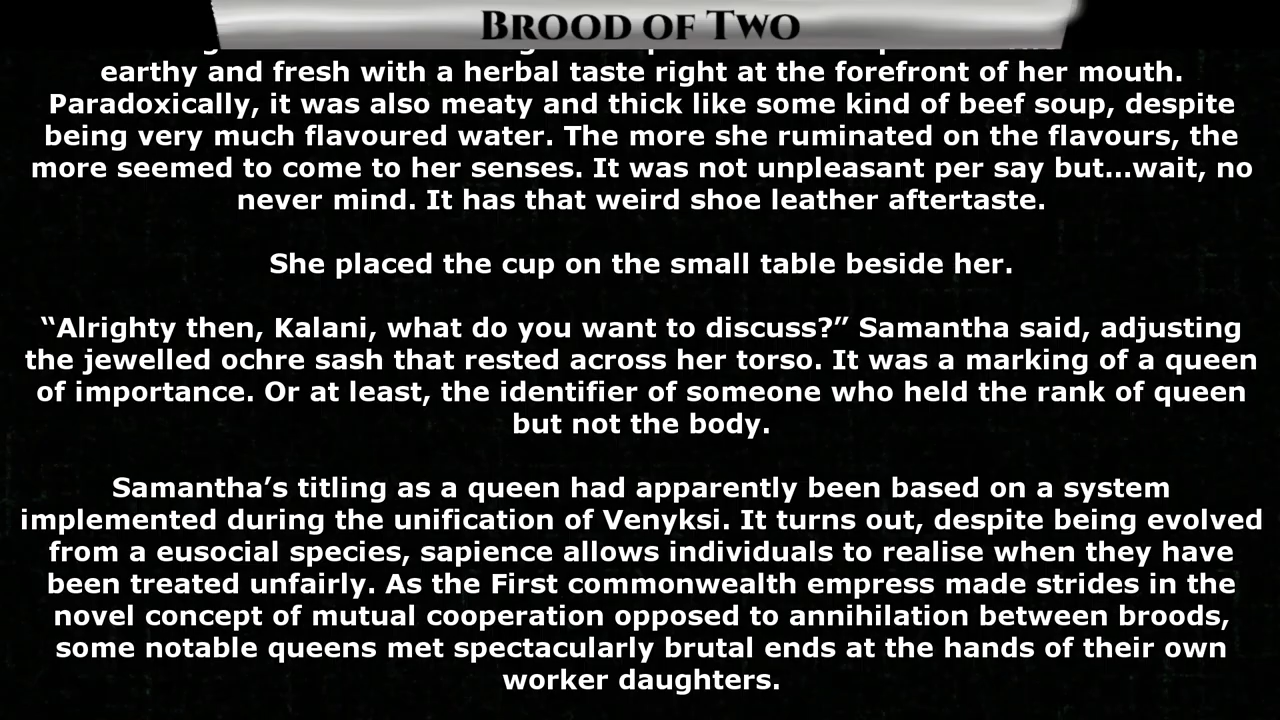 Brood of Two
earthy and fresh with a herbal taste right at the forefront of her mouth.
Paradoxically, it was also meaty and thick like some kind of beef soup, despite
being very much flavoured water. The more she ruminated on the flavours, the
more seemed to come to her senses. It was not unpleasant per say but...wait, no
never mind. It has that weird shoe leather aftertaste.
She placed the cup on the small table beside her.
“Alrighty then, Kalani, what do you want to discuss?” Samantha said, adjusting
the jewelled ochre sash that rested across her torso. It was a marking of a queen
of importance. Or at least, the identifier of someone who held the rank of queen
but not the body.
Samantha’s titling as a queen had apparently been based on a system
implemented during the unification of Venyksi. It turns out, despite being evolved
from a eusocial species, sapience allows individuals to realise when they have
been treated unfairly. As the First commonwealth empress made strides in the
novel concept of mutual cooperation opposed to annihilation between broods,
some notable queens met spectacularly brutal ends at the hands of their own
worker daughters.